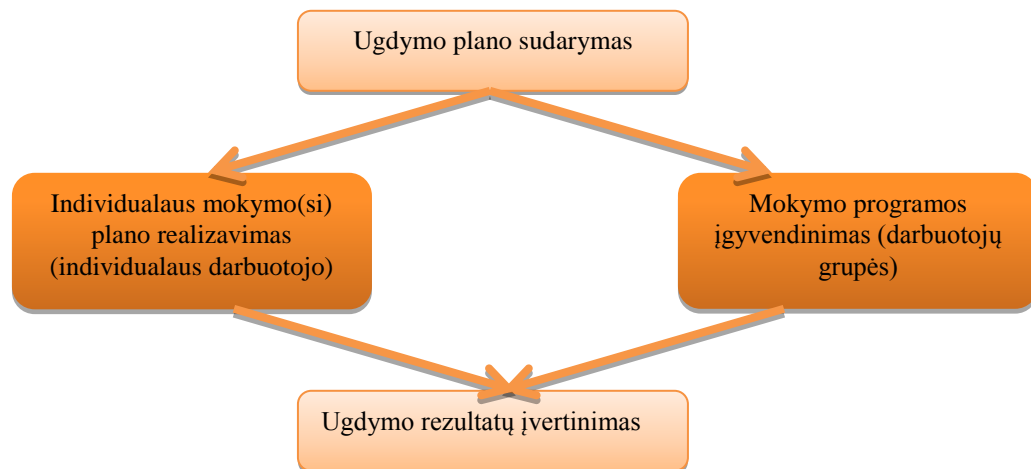 Ugdymo plano sudarymas
Individualaus mokymo(si)
plano realizavimas
(individualaus darbuotojo)
Mokymo programos
įgyvendinimas (darbuotojų
grupės)
Ugdymo rezultatų įvertinimas